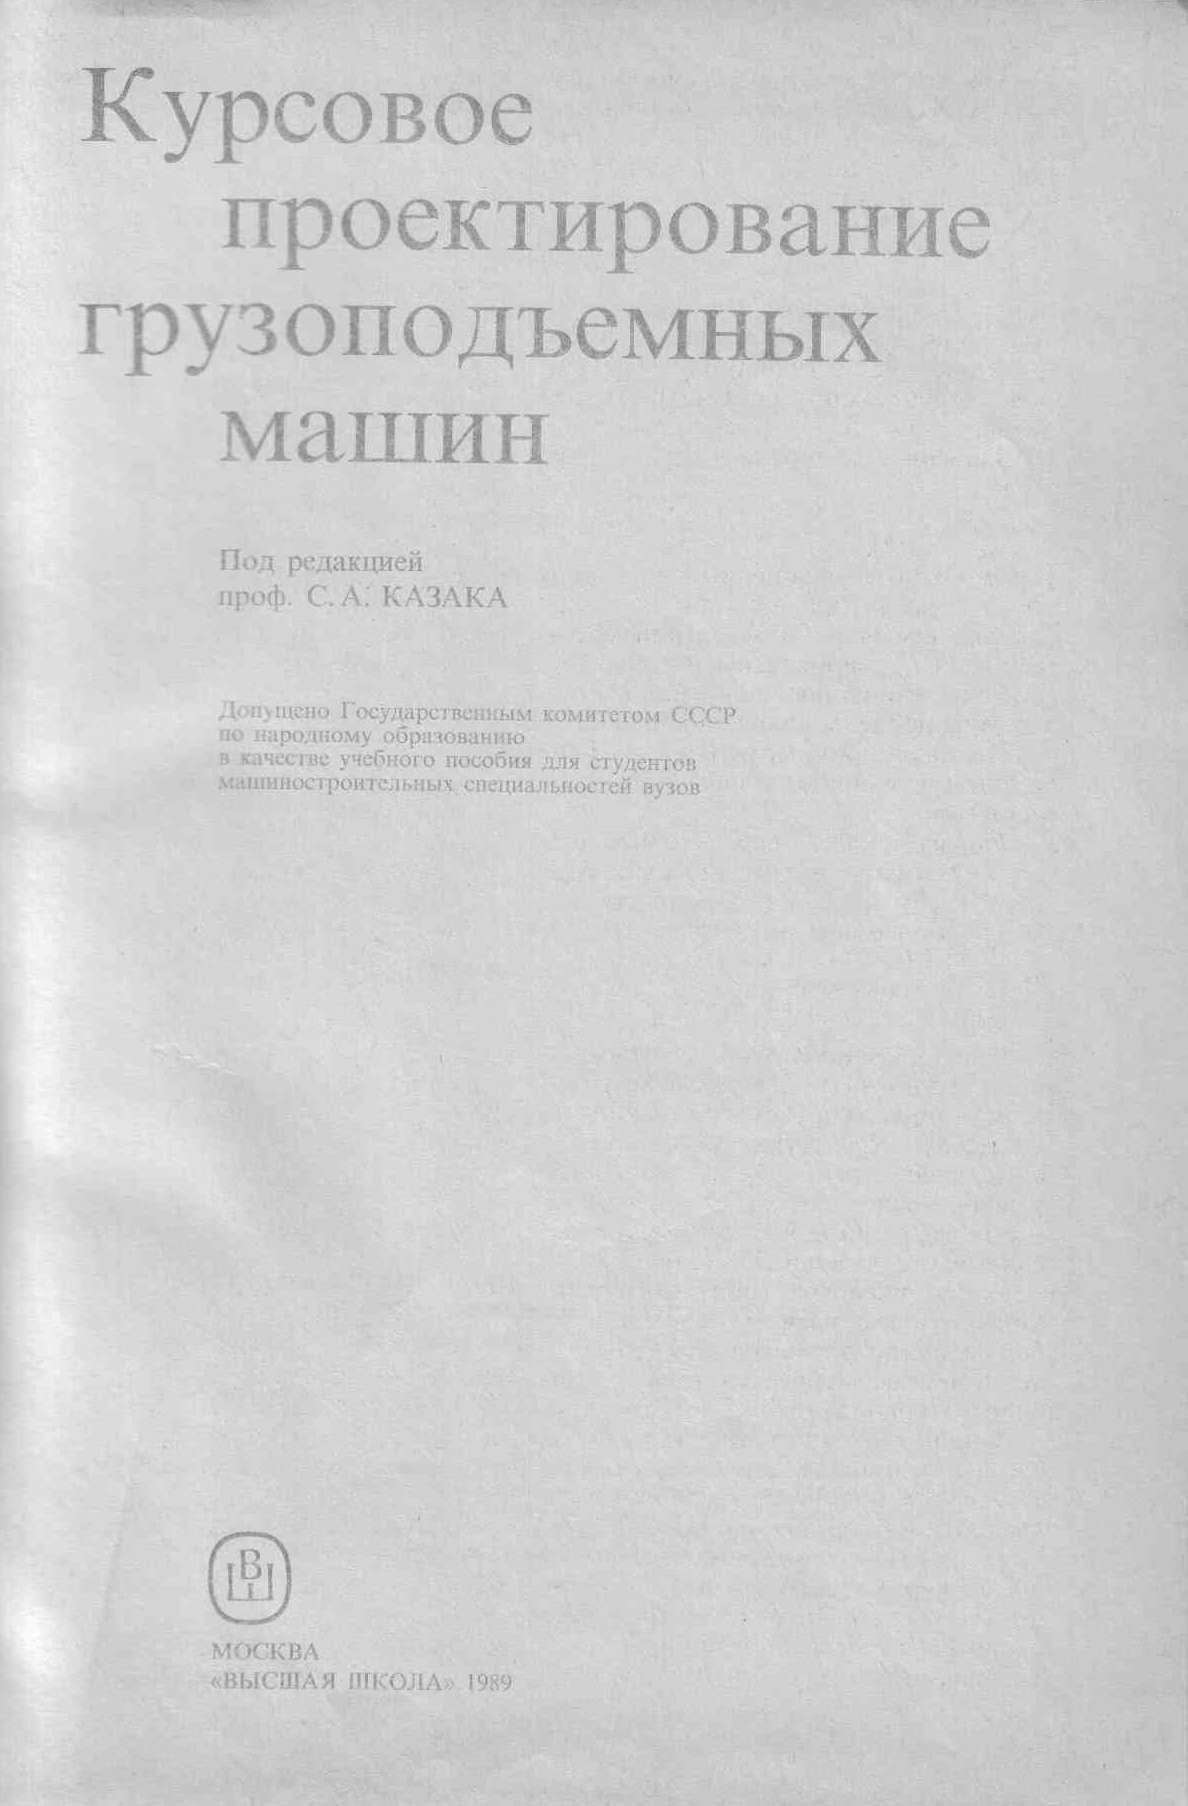 Курсовое
проектирование
грузоподъемных
машин
Под редакцией
проф. С. А. КАЗАКА
Допущено Государственным комитетом СССР
по народному образованию
в качестве учебного пособия для студентов
машиностроительных специальностей вузов
ВШ
МОСКВА
«ВЫСШАЯ ШКОЛА» 1989